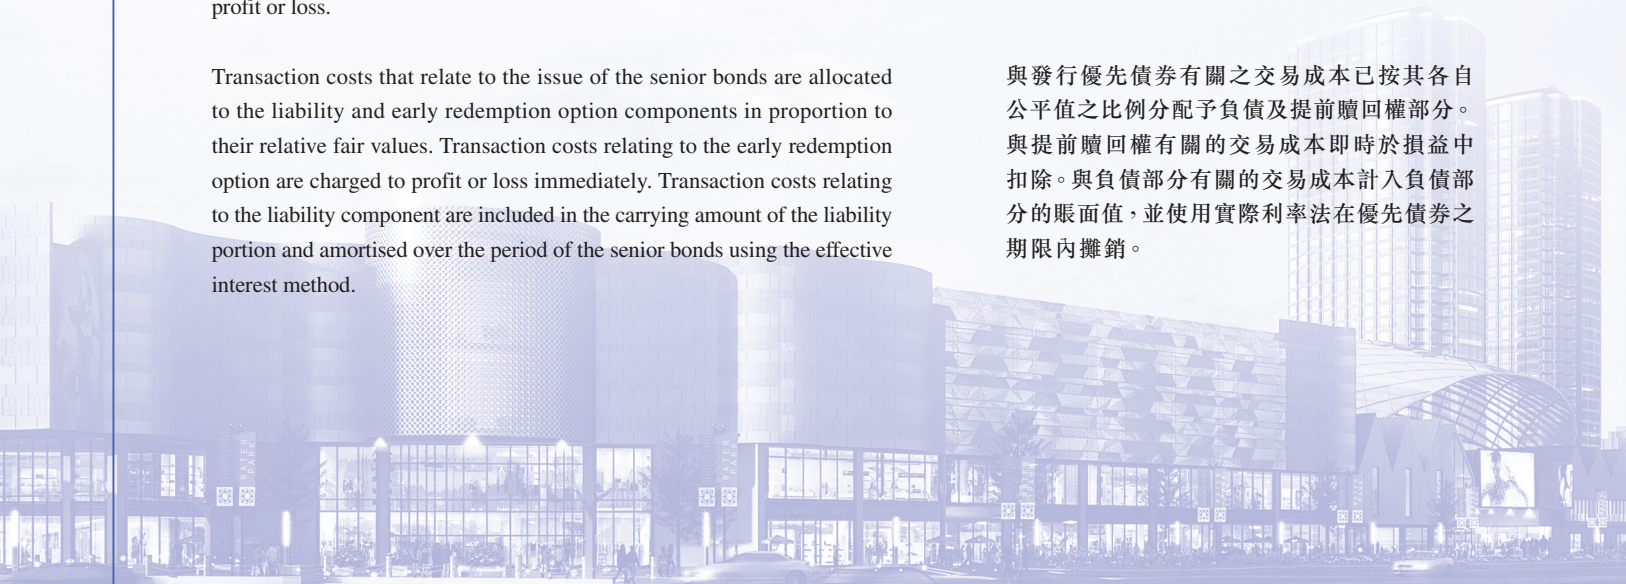 profit or loss.
Transaction costs that relate to the issue of the senior bonds are allocated
to the liability and early redemption option components in proportion to
their relative fair values. Transaction costs relating to the early redemption
option are charged to profit or loss immediately. Transaction costs relating
to the liability component are included in the carrying amount of the liability
portion and amortised over the period of the senior bonds using the effective
interest method.
與發行優先債券有關之交易成本已按其各自
公平值之比例分配予負債及提前贖回權部分。
與提前贖回權有關的交易成本即時於損益中
扣除。與負債部分有關的交易成本計入負債部
分的賬面值，並使用實際利率法在優先債券之
期限內攤銷。
WATER PARK
WATER PARK